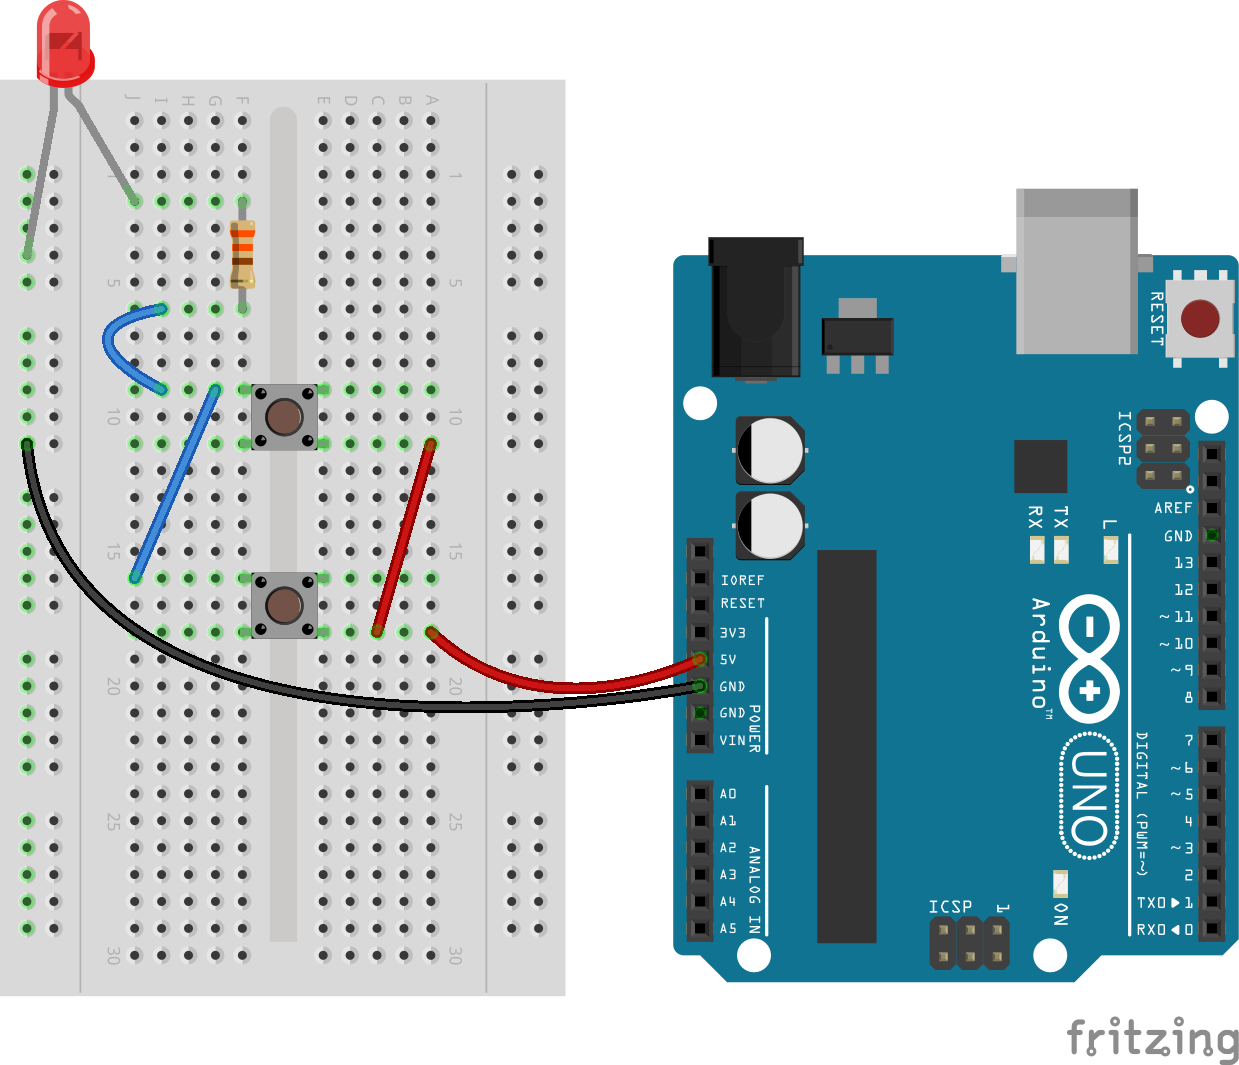 J I H G F E D C B A
1 1
5 5
10 10
15 15
20 20
25 25
30 30
RESET
ICSP2
AREF
GND
13
12
~11
~10
~9
8
7
~6
~5
4
~3
2
TX0▶1
RX0◀0
DIGITAL (PWM=~)
RX TX L
IOREF
RESET
3V3
5V
GND
GND
VIN
POWER
A0
A1
A2
A3
A4
A5
ANALOG IN
Arduino™
UNO
ON
ICSP 1
fritzing